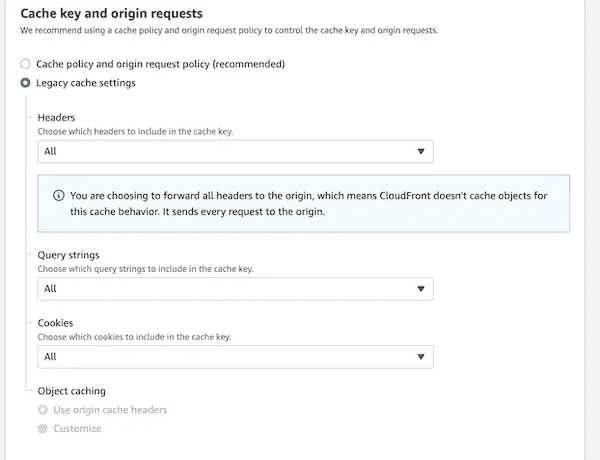 Cache key and origin requests
We recommend using a cache policy and origin request policy to control the cache key and origin requests.
Cache policy and origin request policy (recommended)
Legacy cache settings
Headers
Choose which headers to include in the cache key.
All
You are choosing to forward all headers to the origin, which means CloudFront doesn't cache objects for
this cache behavior. It sends every request to the origin.
Query strings
Choose which query strings to include in the cache key.
All
Cookies
Choose which cookies to include in the cache key.
All
Object caching
Use origin cache headers
Customize